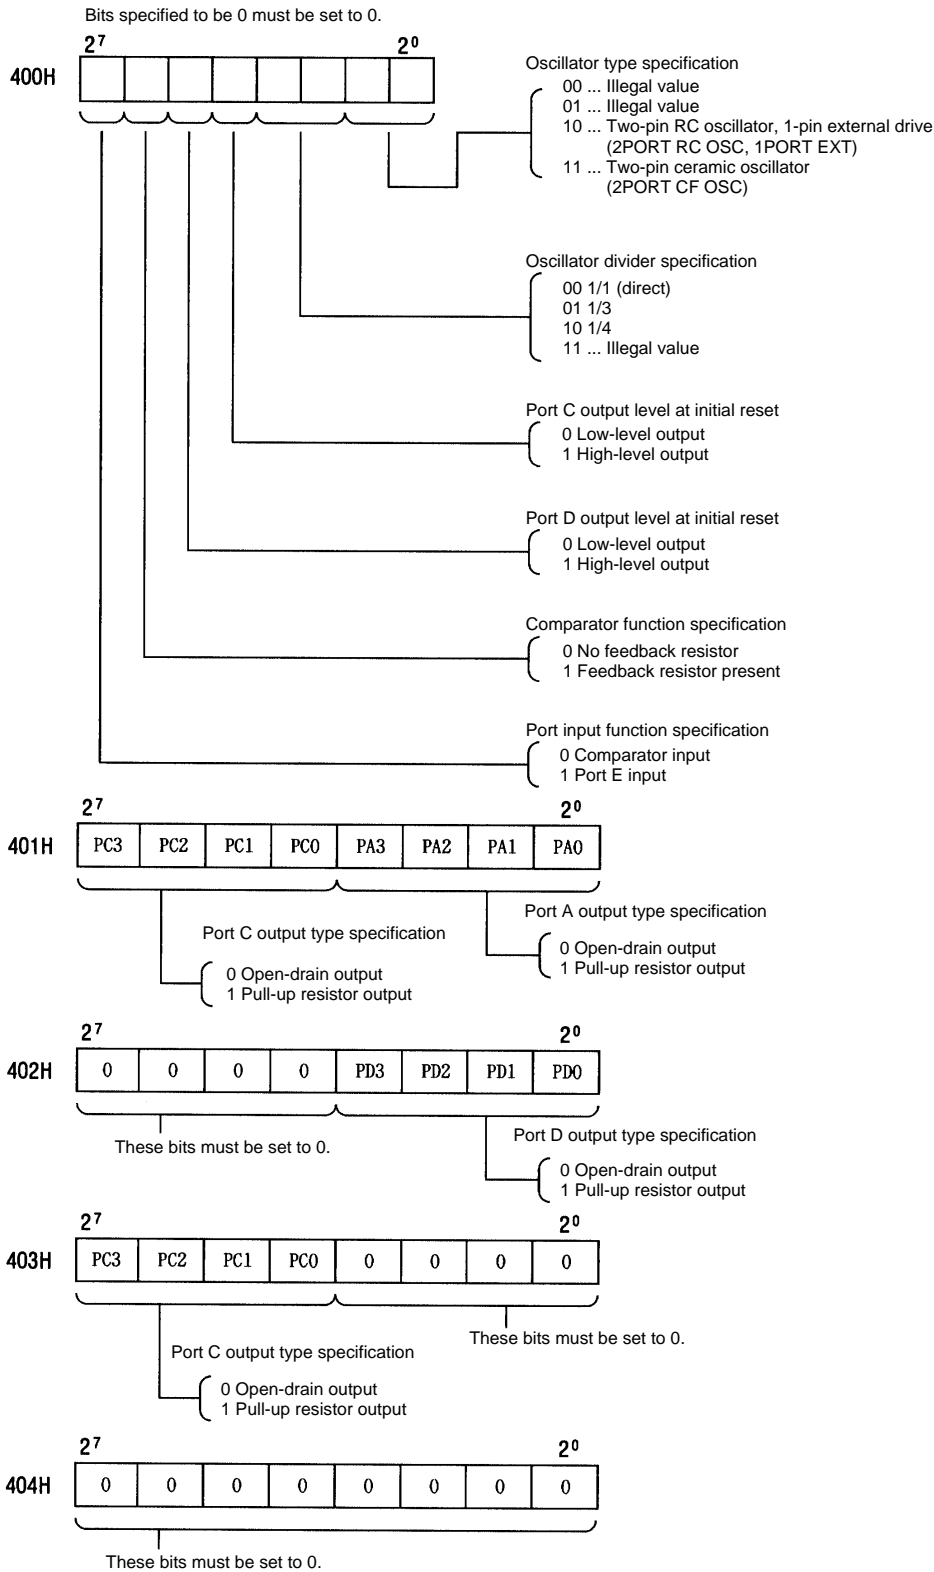 Bits specified to be 0 must be set to 0.
2⁷ 2⁰
400H
Oscillator type specification
00 ... Illegal value
01 ... Illegal value
10 ... Two-pin RC oscillator, 1-pin external drive
(2PORT RC OSC, 1PORT EXT)
11 ... Two-pin ceramic oscillator
(2PORT CF OSC)
Oscillator divider specification
00 1/1 (direct)
01 1/3
10 1/4
11 ... Illegal value
Port C output level at initial reset
0 Low-level output
1 High-level output
Port D output level at initial reset
0 Low-level output
1 High-level output
Comparator function specification
0 No feedback resistor
1 Feedback resistor present
Port input function specification
0 Comparator input
1 Port E input
2⁷ 2⁰
401H PC3 PC2 PC1 PC0 PA3 PA2 PA1 PA0
Port A output type specification
0 Open-drain output
1 Pull-up resistor output
Port C output type specification
0 Open-drain output
1 Pull-up resistor output
2⁷ 2⁰
402H 0 0 0 0 PD3 PD2 PD1 PD0
These bits must be set to 0.
Port D output type specification
0 Open-drain output
1 Pull-up resistor output
2⁷ 2⁰
403H PC3 PC2 PC1 PC0 0 0 0 0
These bits must be set to 0.
Port C output type specification
0 Open-drain output
1 Pull-up resistor output
2⁷ 2⁰
404H 0 0 0 0 0 0 0 0
These bits must be set to 0.